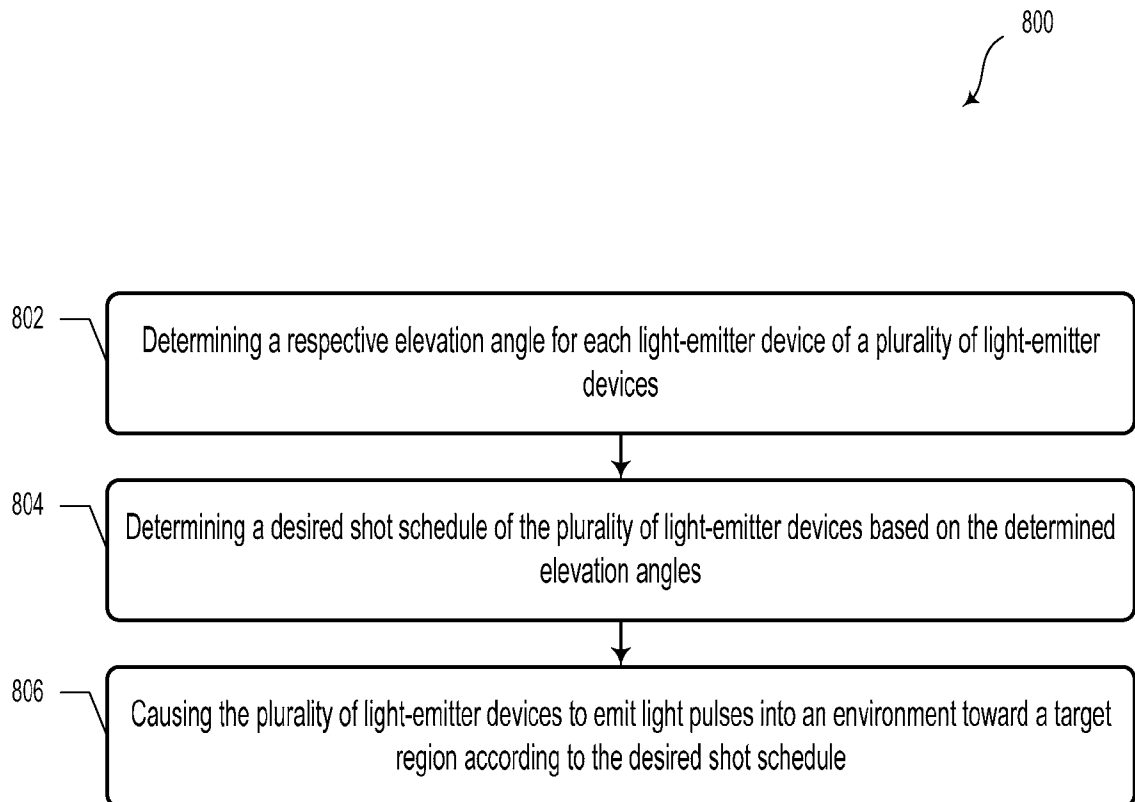 800
802
Determining a respective elevation angle for each light-emitter device of a plurality of light-emitter
devices
804
Determining a desired shot schedule of the plurality of light-emitter devices based on the determined
elevation angles
806
Causing the plurality of light-emitter devices to emit light pulses into an environment toward a target
region according to the desired shot schedule